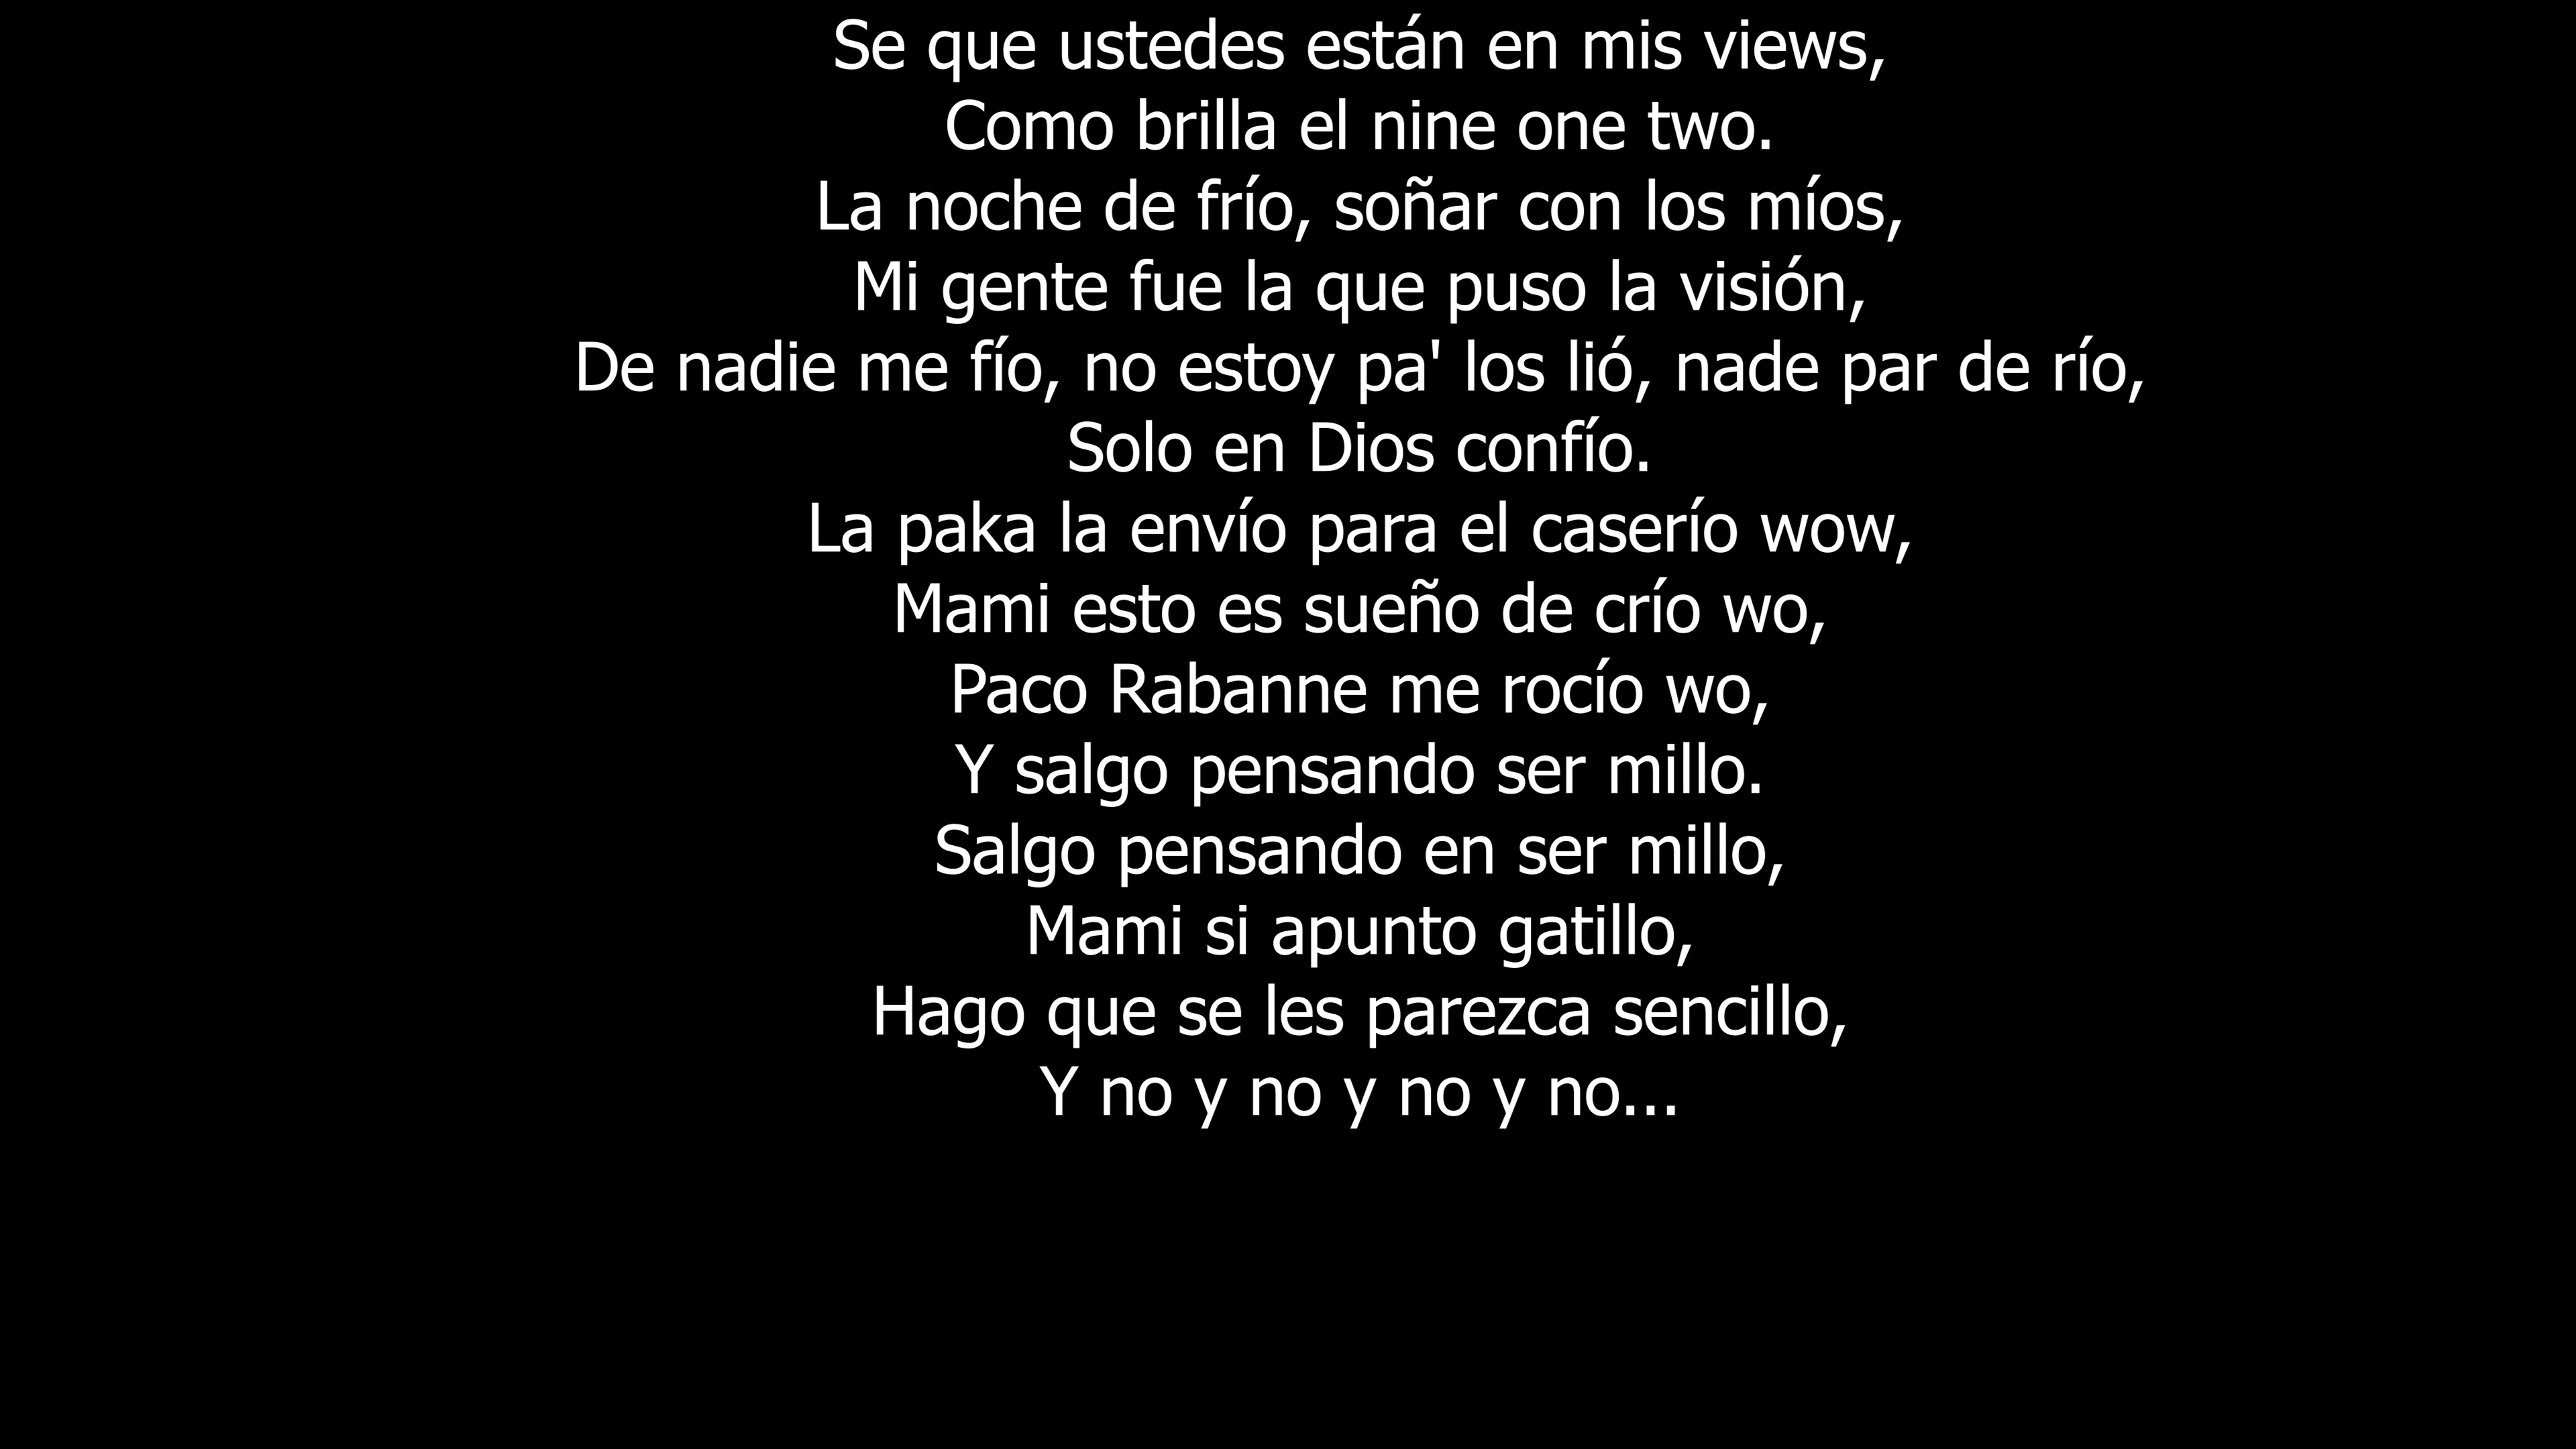 Se que ustedes están en mis views,
Como brilla el nine one two.
La noche de frío, soñar con los míos,
Mi gente fue la que puso la visión,
De nadie me fío, no estoy pa' los lió, nade par de río,
Solo en Dios confío.
La paka la envío para el caserío wow,
Mami esto es sueño de crío wo,
Paco Rabanne me rocío wo,
Y salgo pensando ser millo.
Salgo pensando en ser millo,
Mami si apunto gatillo,
Hago que se les parezca sencillo,
Y no y no y no y no...